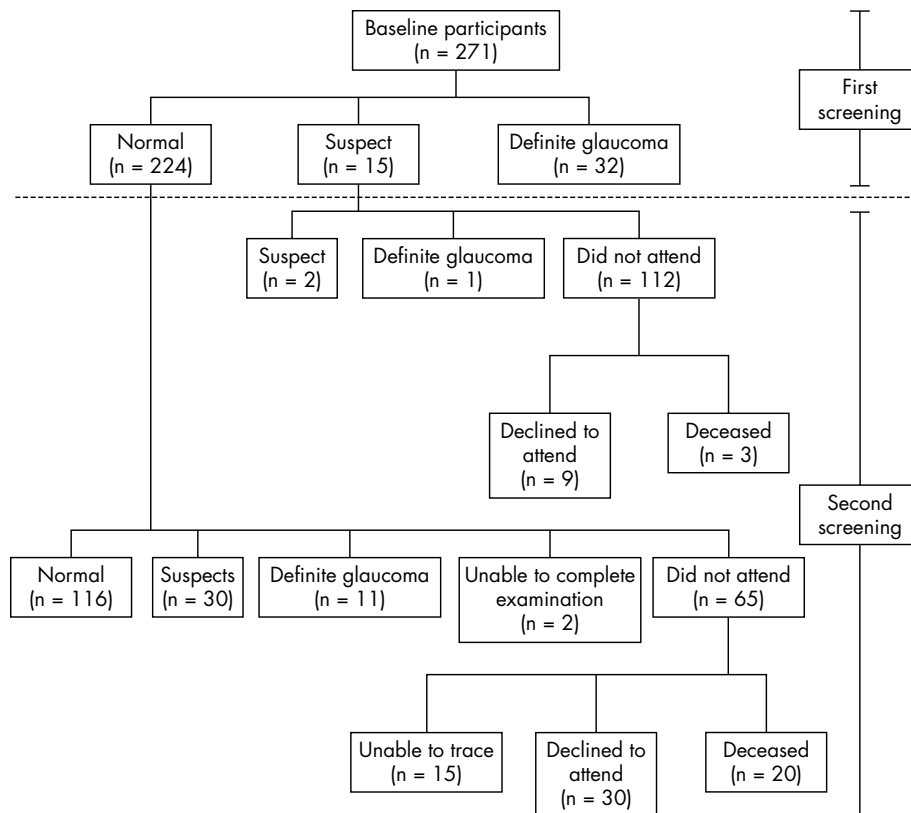 Baseline participants
(n = 271)
First
screening
Normal
(n = 224)
Suspect
(n = 15)
Definite glaucoma
(n = 32)
Suspect
(n = 2)
Definite glaucoma
(n = 1)
Did not attend
(n = 112)
Declined to
attend
(n = 9)
Deceased
(n = 3)
Second
screening
Normal
(n = 116)
Suspects
(n = 30)
Definite glaucoma
(n = 11)
Unable to complete
examination
(n = 2)
Did not attend
(n = 65)
Unable to trace
(n = 15)
Declined to
attend
(n = 30)
Deceased
(n = 20)